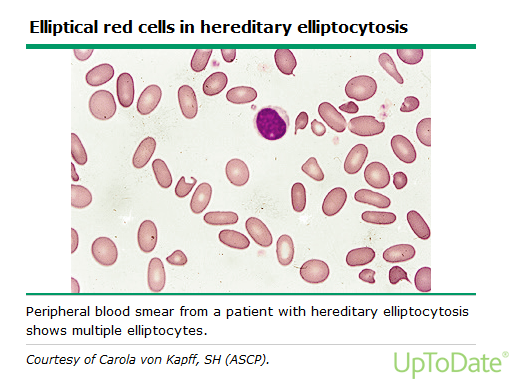 Elliptical red cells in hereditary elliptocytosis
Peripheral blood smear from a patient with hereditary elliptocytosis
shows multiple elliptocytes.
Courtesy of Carola von Kapff, SH (ASCP).
UpToDate®